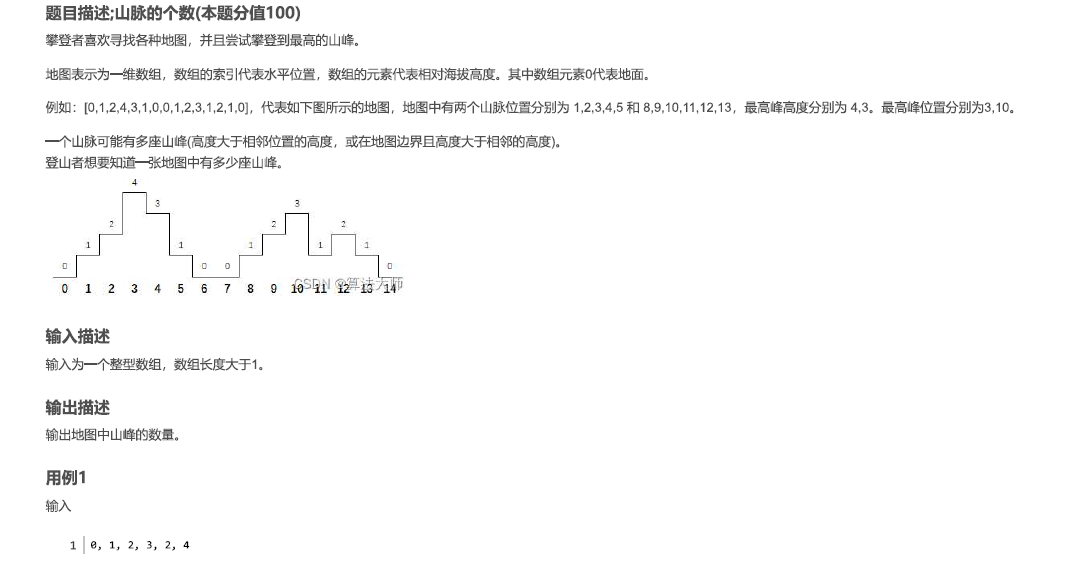 题目描述;山脉的个数(本题分值100)
攀登者喜欢寻找各种地图，并且尝试攀登到最高的山峰。
地图表示为一维数组，数组的索引代表水平位置，数组的元素代表相对海拔高度。其中数组元素0代表地面。
例如：[0,1,2,4,3,1,0,0,1,2,3,1,2,1,0]，代表如下图所示的地图，地图中有两个山脉位置分别为 1,2,3,4,5 和 8,9,10,11,12,13，最高峰高度分别为 4,3。最高峰位置分别为3,10。
一个山脉可能有多座山峰(高度大于相邻位置的高度，或在地图边界且高度大于相邻的高度)。
登山者想要知道一张地图中有多少座山峰。
4
3 3
2 2 2
1 1 1 1 1
0 0 0 0
CSDN @算法大师
0 1 2 3 4 5 6 7 8 9 10 11 12 13 14
输入描述
输入为一个整型数组，数组长度大于1。
输出描述
输出地图中山峰的数量。
用例1
输入
1 0, 1, 2, 3, 2, 4